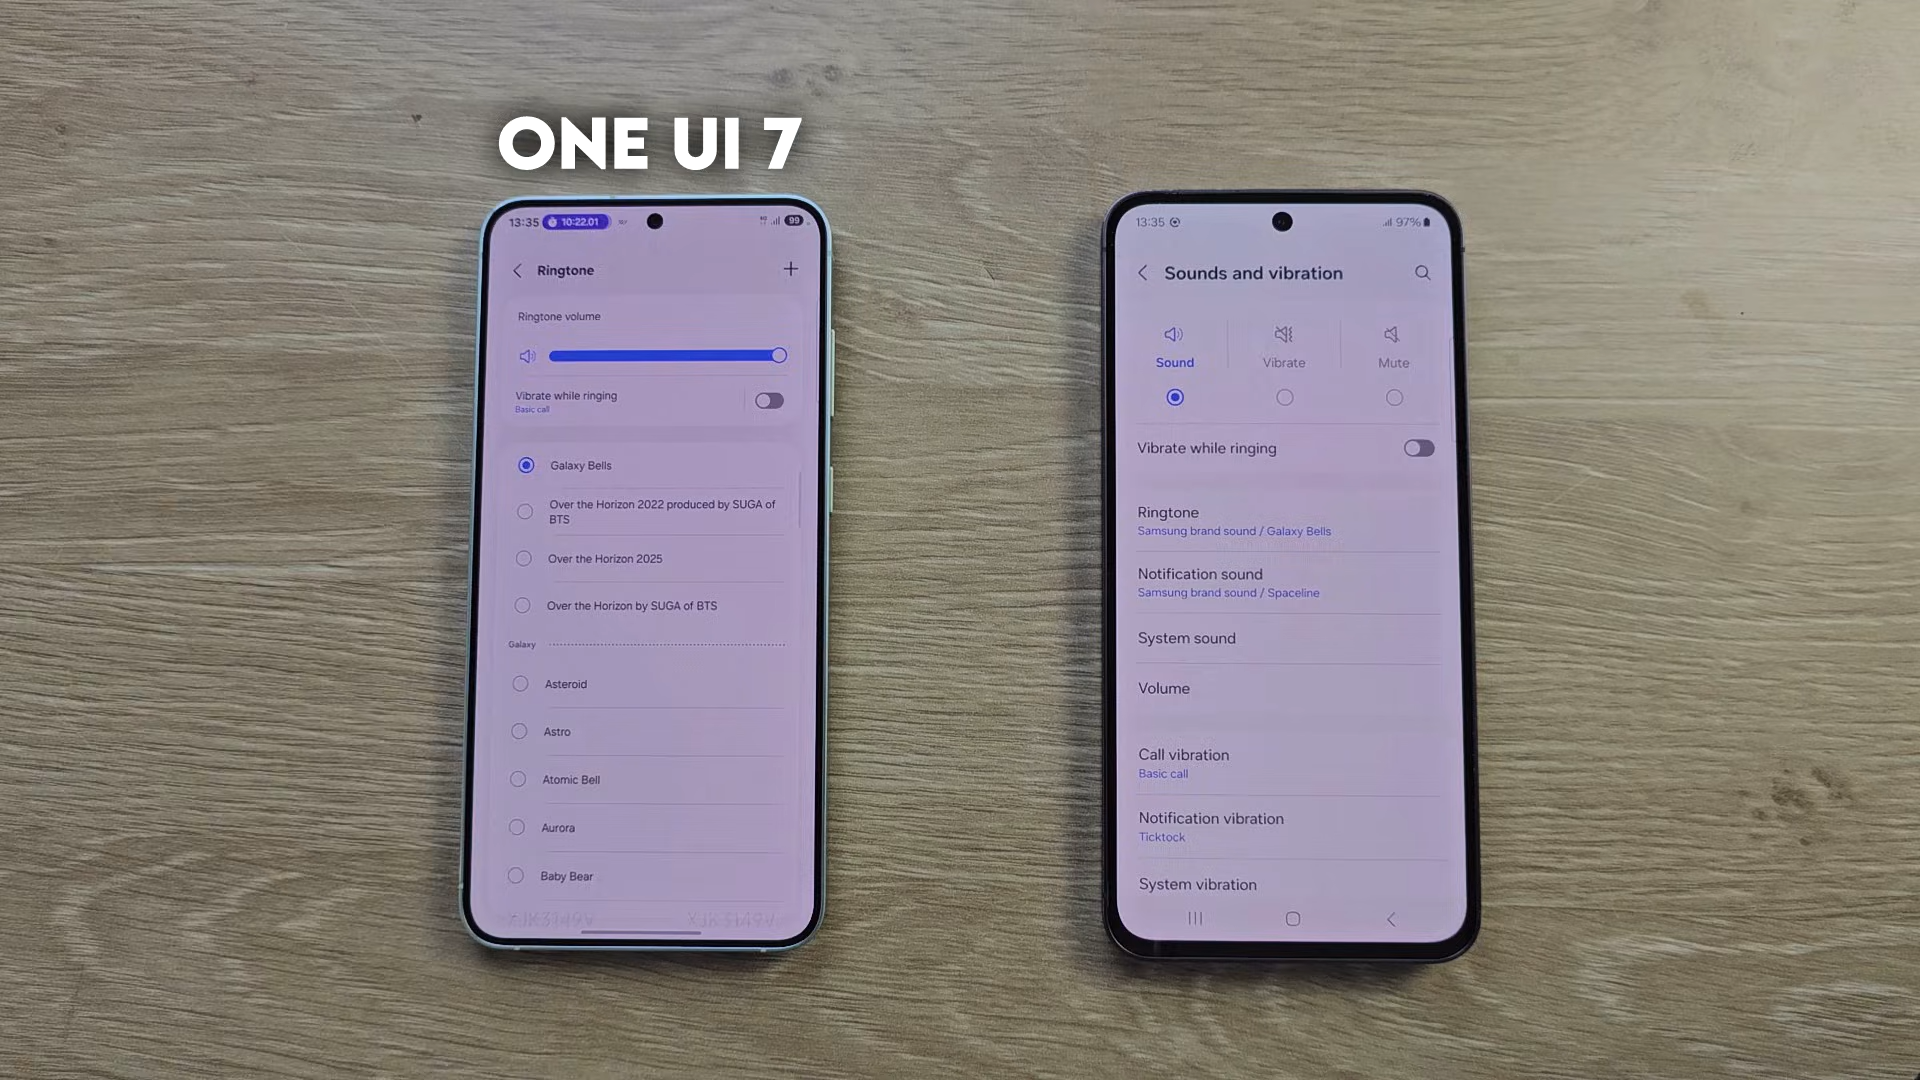 ONE UI 7
13:35 10:22.01
99
Ringtone
Ringtone volume
Vibrate while ringing
Basic call
Galaxy Bells
Over the Horizon 2022 produced by SUGA of
BTS
Over the Horizon 2025
Over the Horizon by SUGA of BTS
Galaxy
Asteroid
Astro
Atomic Bell
Aurora
Baby Bear
XJK3149V XJK3149V
13:35 97%
Sounds and vibration
Sound
Vibrate
Mute
Vibrate while ringing
Ringtone
Samsung brand sound / Galaxy Bells
Notification sound
Samsung brand sound / Spaceline
System sound
Volume
Call vibration
Basic call
Notification vibration
Ticktock
System vibration